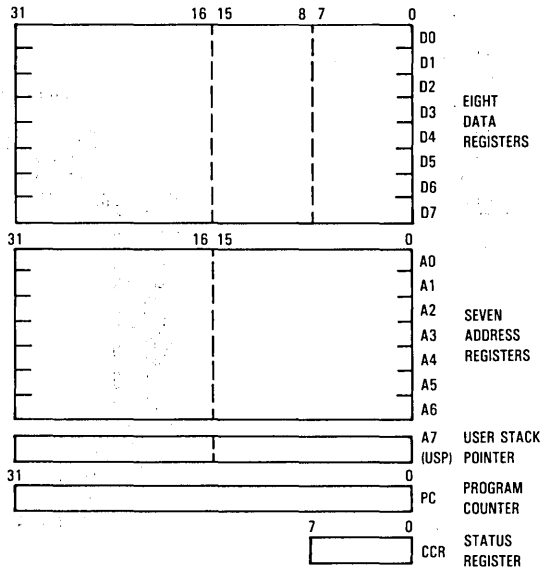 31 16 15 8 7 0
D0
D1
D2
D3
D4
D5
D6
D7
EIGHT
DATA
REGISTERS
31 16 15 0
A0
A1
A2
A3
A4
A5
A6
SEVEN
ADDRESS
REGISTERS
A7
(USP)
USER STACK
POINTER
31 0
PC
PROGRAM
COUNTER
7 0
CCR
STATUS
REGISTER